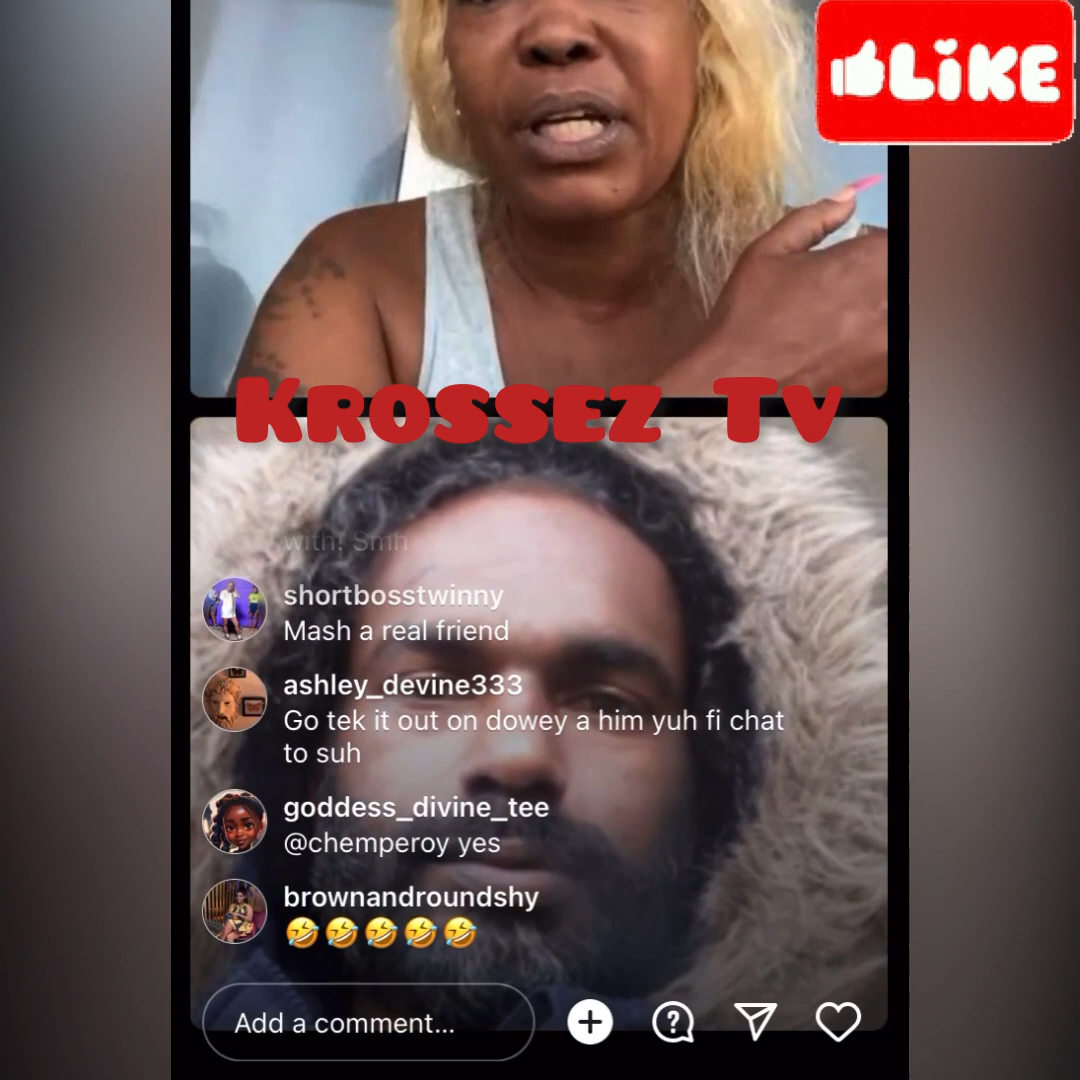 LiKE
Krossez Tv
with! Smh
shortbosstwinny
Mash a real friend
ashley_devine333
Go tek it out on dowey a him yuh fi chat
to suh
goddess_divine_tee
@chemperoy yes
brownandroundshy
🤣🤣🤣🤣🤣
Add a comment...